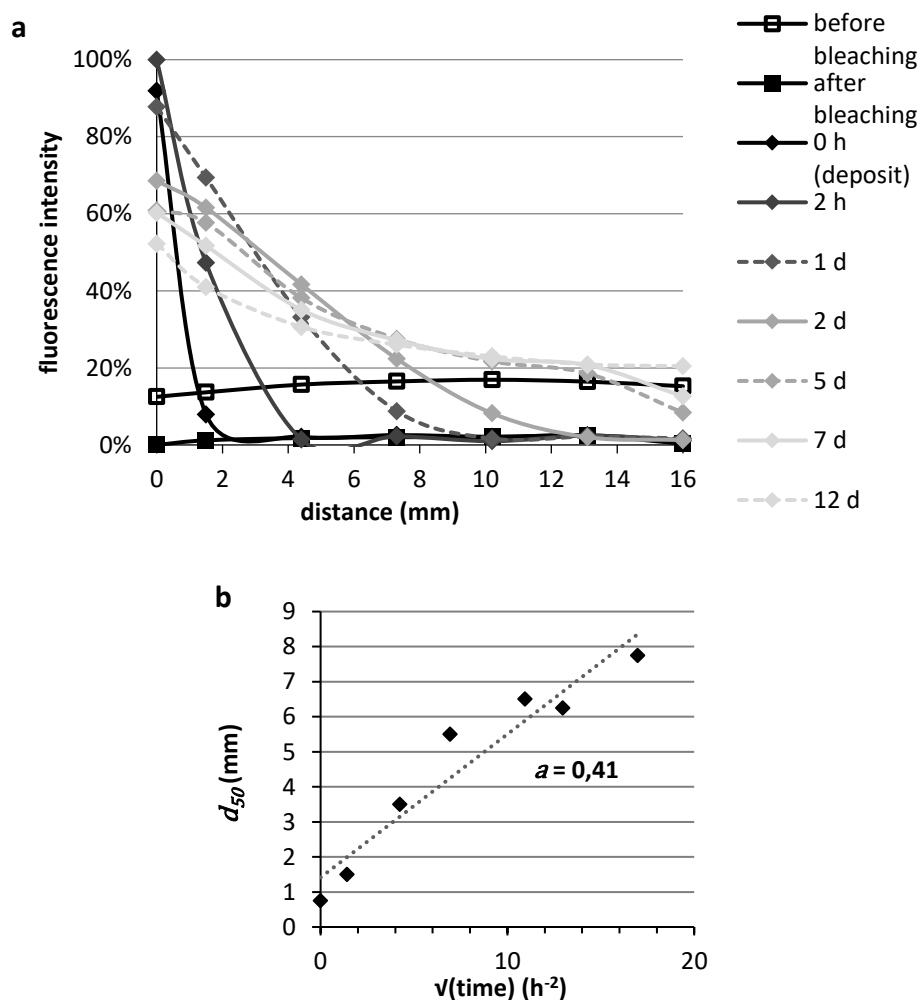 a
100%
80%
60%
40%
20%
0%
fluorescence intensity
0 2 4 6 8 10 12 14 16
distance (mm)
before
bleaching
after
bleaching
0 h
(deposit)
2 h
1 d
2 d
5 d
7 d
12 d
b
9
8
7
6
5
4
3
2
1
0
d50 (mm)
a = 0,41
0 10 20
√(time) (h-2)